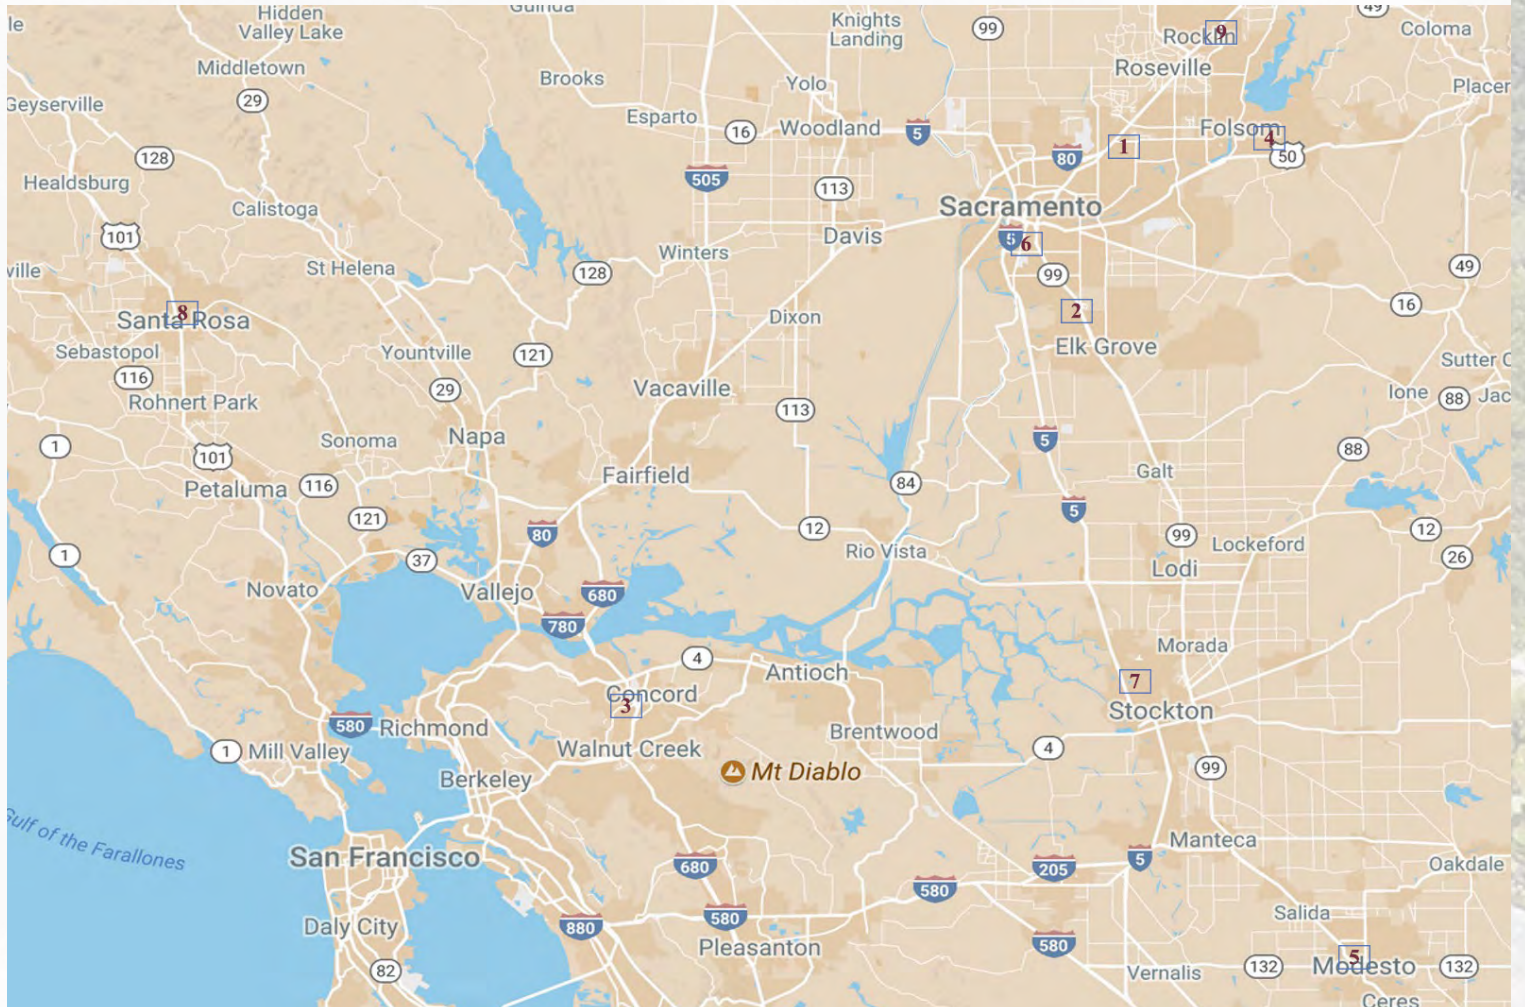 le
Hidden
Valley Lake
Guinda
Knights
Landing
99
Rocklin
9
49
Coloma
Middletown
Brooks
Yolo
Roseville
Placer
Geyserville
29
Esparto
16
Woodland
5
80
1
Folsom
4
50
128
505
113
Healdsburg
Calistoga
Sacramento
101
Winters
Davis
5
6
ville
St Helena
128
99
49
16
8
Santa Rosa
Dixon
2
Sebastopol
Yountville
121
Elk Grove
Sutter C
116
29
Vacaville
113
Ione
88
Jac
Rohnert Park
1
Sonoma
Napa
5
88
101
Petaluma
116
Fairfield
84
Galt
121
80
12
5
12
1
37
Rio Vista
99
Lockeford
26
Lodi
Novato
Vallejo
680
780
Morada
4
Antioch
7
Concord
3
Stockton
580
Richmond
Brentwood
1
Mill Valley
Walnut Creek
4
Berkeley
Mt Diablo
99
Gulf of the Farallones
San Francisco
Manteca
680
205
5
Oakdale
580
Daly City
880
580
Salida
Pleasanton
580
5
82
Vernalis
132
Modesto
132
Ceres